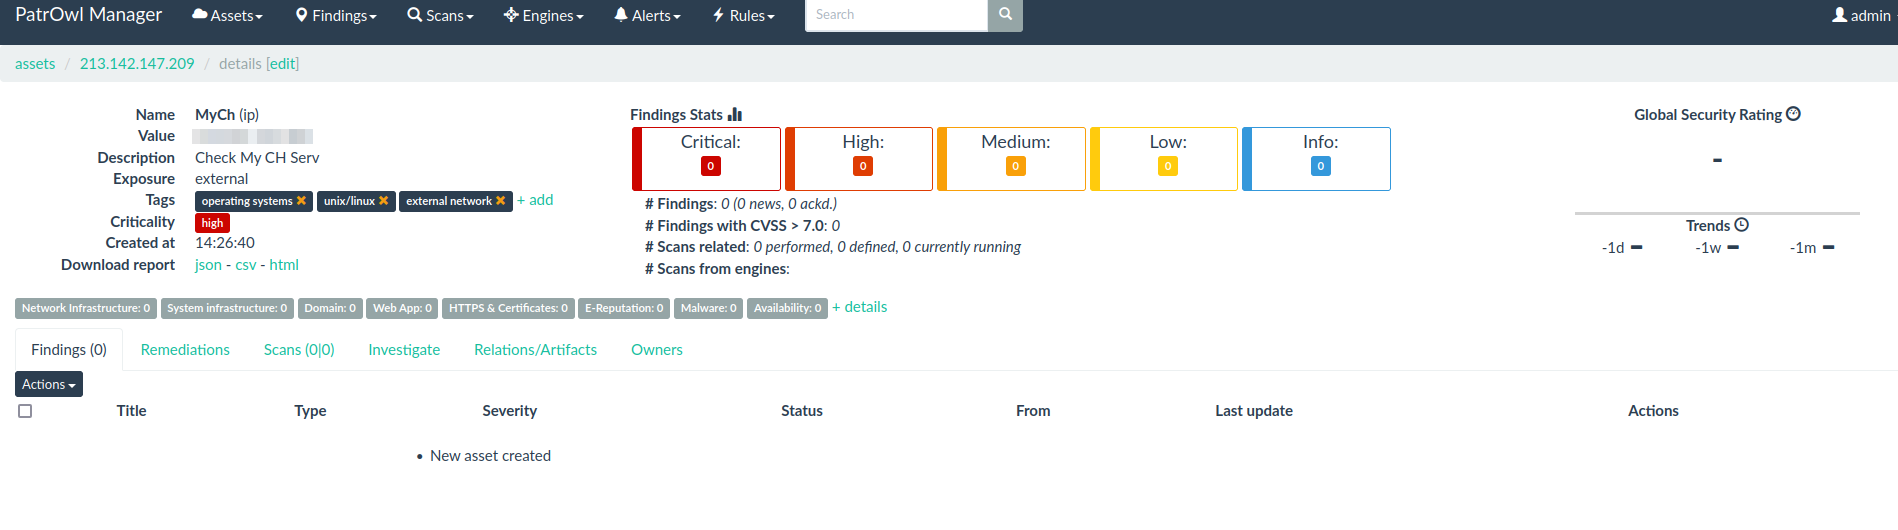 PatrOwl Manager Assets Findings Scans Engines Alerts Rules Search admin
assets / 213.142.147.209 / details [edit]
Name MyCh (ip)
Value
Description Check My CH Serv
Exposure external
Tags operating systems ✖ unix/linux ✖ external network ✖ + add
Criticality high
Created at 14:26:40
Download report json - csv - html
Findings Stats
Critical: 0
High: 0
Medium: 0
Low: 0
Info: 0
# Findings: 0 (0 news, 0 ackd.)
# Findings with CVSS > 7.0: 0
# Scans related: 0 performed, 0 defined, 0 currently running
# Scans from engines:
Global Security Rating
-
Trends
-1d -1w -1m
Network Infrastructure: 0 System infrastructure: 0 Domain: 0 Web App: 0 HTTPS & Certificates: 0 E-Reputation: 0 Malware: 0 Availability: 0 + details
Findings (0) Remediations Scans (0|0) Investigate Relations/Artifacts Owners
Actions
Title Type Severity Status From Last update Actions
• New asset created